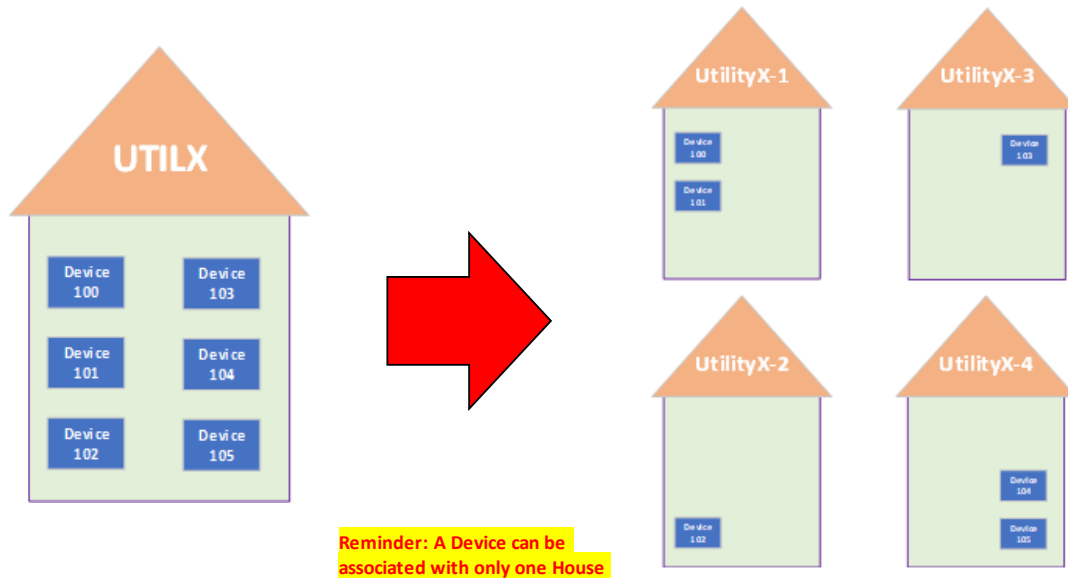 UTILX
Device
100
Device
103
Device
101
Device
104
Device
102
Device
105
Reminder: A Device can be
associated with only one House
UtilityX-1
Device
100
Device
101
UtilityX-3
Device
103
UtilityX-2
Device
102
UtilityX-4
Device
104
Device
105